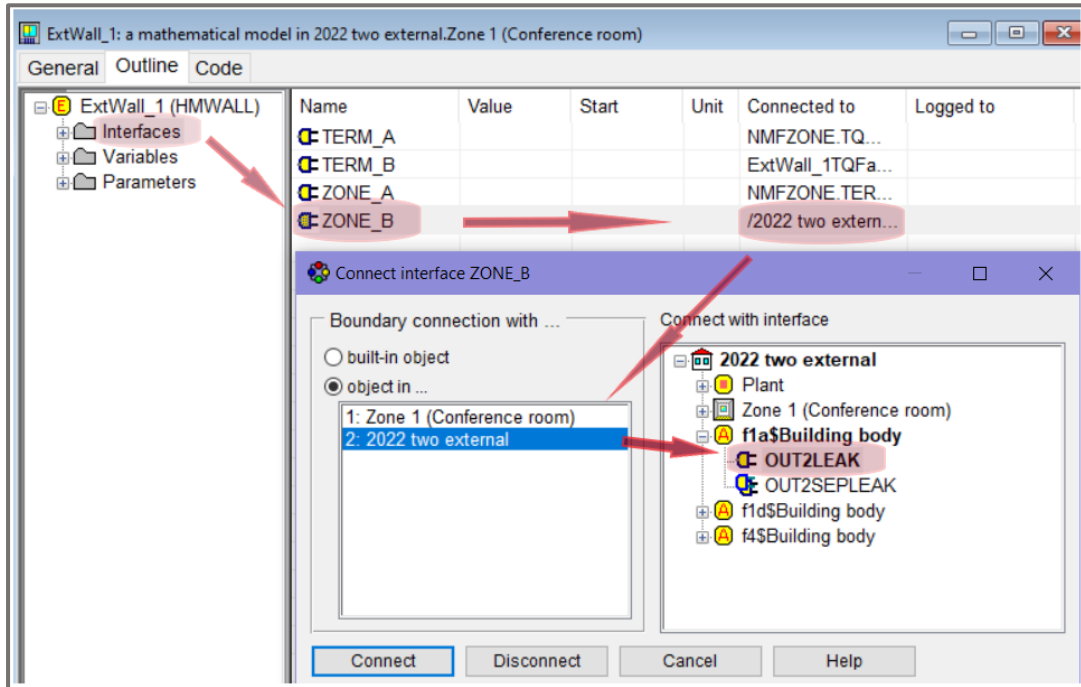 ExtWall_1: a mathematical model in 2022 two external.Zone 1 (Conference room)
General Outline Code
ExtWall_1 (HMWALL)
Interfaces
Variables
Parameters
Name Value Start Unit Connected to Logged to
TERM_A NMFZONE.TQ...
TERM_B ExtWall_1TQFa...
ZONE_A NMFZONE.TER...
ZONE_B /2022 two extern...
Connect interface ZONE_B
Boundary connection with ...
built-in object
object in ...
1: Zone 1 (Conference room)
2: 2022 two external
Connect with interface
2022 two external
Plant
Zone 1 (Conference room)
f1a$Building body
OUT2LEAK
OUT2SEPLEAK
f1d$Building body
f4$Building body
Connect Disconnect Cancel Help